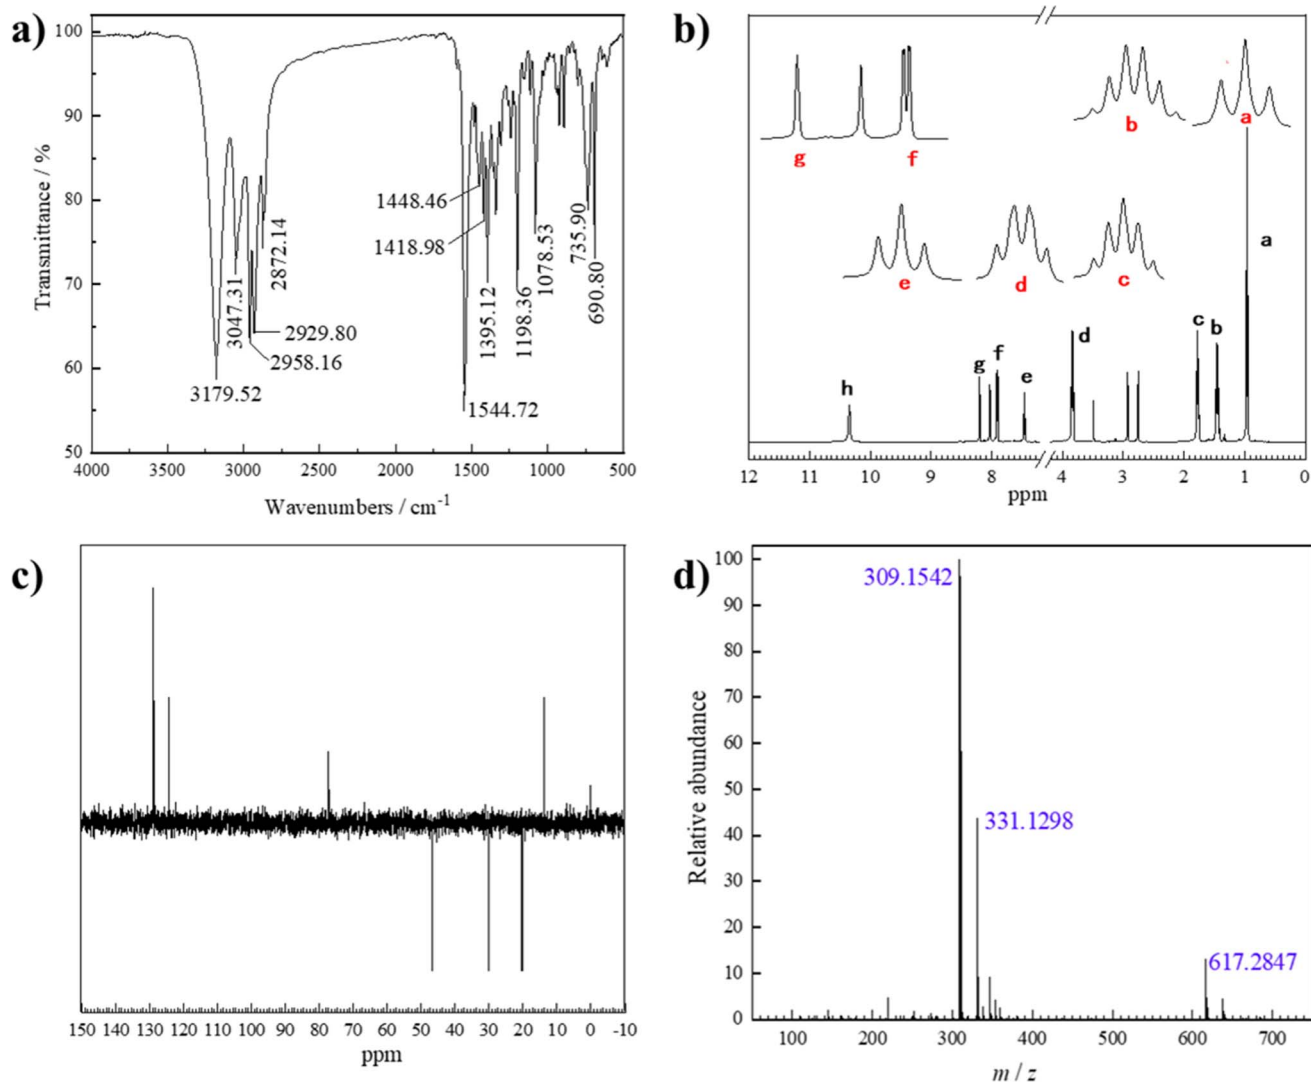 a)
100
90
80
70
60
50
4000
3500
3000
2500
2000
1500
1000
500
Transmittance / %
Wavenumbers / cm-1
3179.52
3047.31
2958.16
2929.80
2872.14
1544.72
1448.46
1418.98
1395.12
1198.36
1078.53
735.90
690.80
b)
g
f
b
a
e
d
c
h
g
f
e
d
c
b
a
12
11
10
9
8
4
3
2
1
0
ppm
c)
150 140 130 120 110 100 90 80 70 60 50 40 30 20 10 0 -10
ppm
d)
100
90
80
70
60
50
40
30
20
10
0
Relative abundance
309.1542
331.1298
617.2847
100 200 300 400 500 600 700
m / z